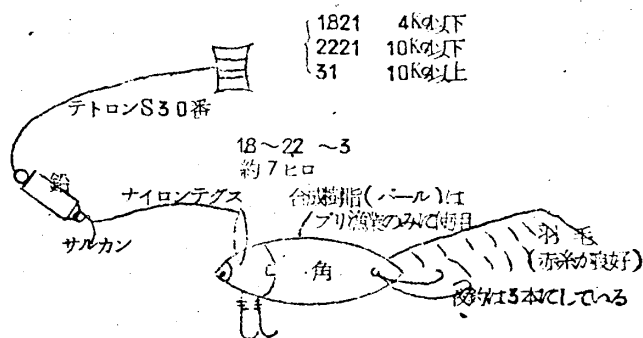 1821 4Kg以下
2221 10Kg以下
31 10Kg以上
テトロンS30番
18～22～3
約7ヒロ
鉛
ナイロンテグス
合成樹脂(パール)は
ブリ漁業のみに使用
サルカン
角
羽毛
(赤糸が良好)
は3本にしている